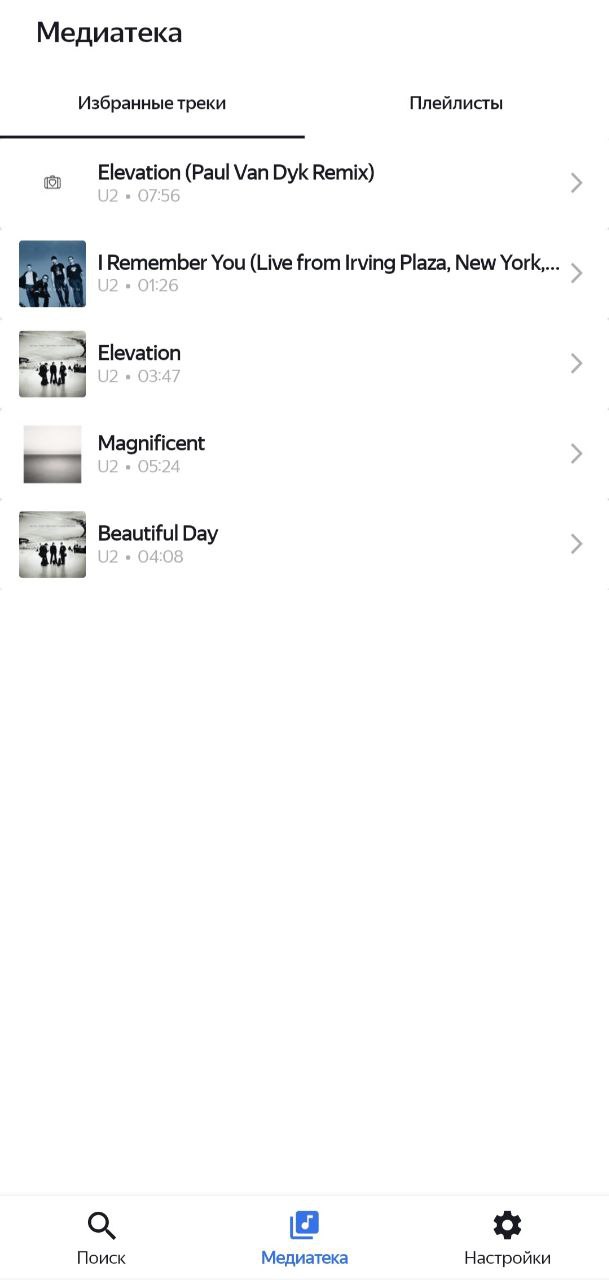 Медиатека
Избранные треки
Плейлисты
Elevation (Paul Van Dyk Remix)
U2 • 07:56
I Remember You (Live from Irving Plaza, New York,...
U2 • 01:26
Elevation
U2 • 03:47
Magnificent
U2 • 05:24
Beautiful Day
U2 • 04:08
Поиск
Медиатека
Настройки